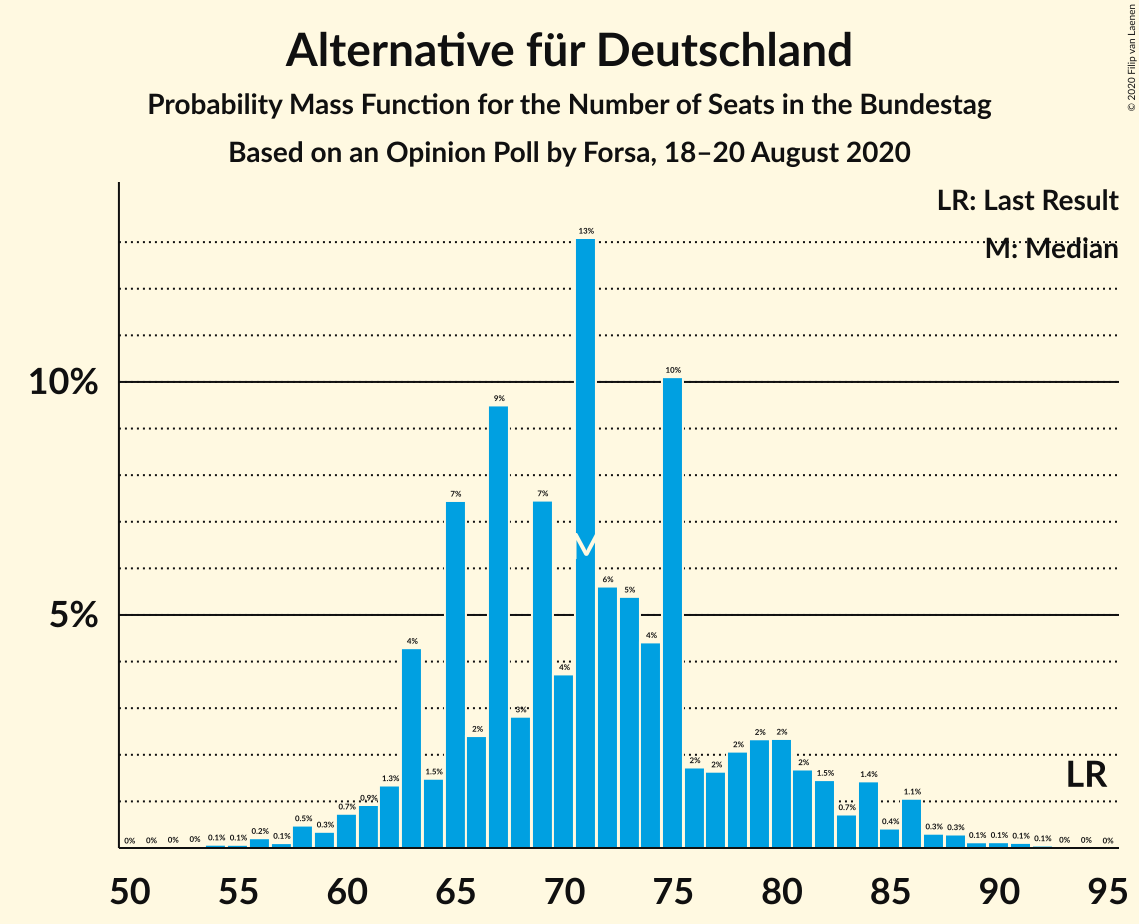 Alternative für Deutschland
Probability Mass Function for the Number of Seats in the Bundestag
Based on an Opinion Poll by Forsa, 18–20 August 2020
© 2020 Filip van Laenen
LR: Last Result
M: Median
10%
5%
0% 0% 0% 0% 0.1% 0.1% 0.2% 0.1% 0.5% 0.3% 0.7% 0.9% 1.3% 4% 1.5% 7% 2% 9% 3% 7% 4% 13% 6% 5% 4% 10% 2% 2% 2% 2% 2% 2% 1.5% 0.7% 1.4% 0.4% 1.1% 0.3% 0.3% 0.1% 0.1% 0.1% 0.1% 0% 0% 0%
LR
50 55 60 65 70 75 80 85 90 95